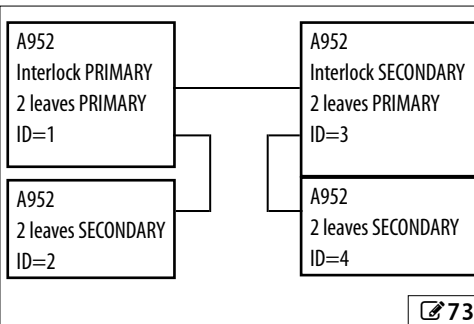 A952
Interlock PRIMARY
2 leaves PRIMARY
ID=1
A952
2 leaves SECONDARY
ID=2
A952
Interlock SECONDARY
2 leaves PRIMARY
ID=3
A952
2 leaves SECONDARY
ID=4
73